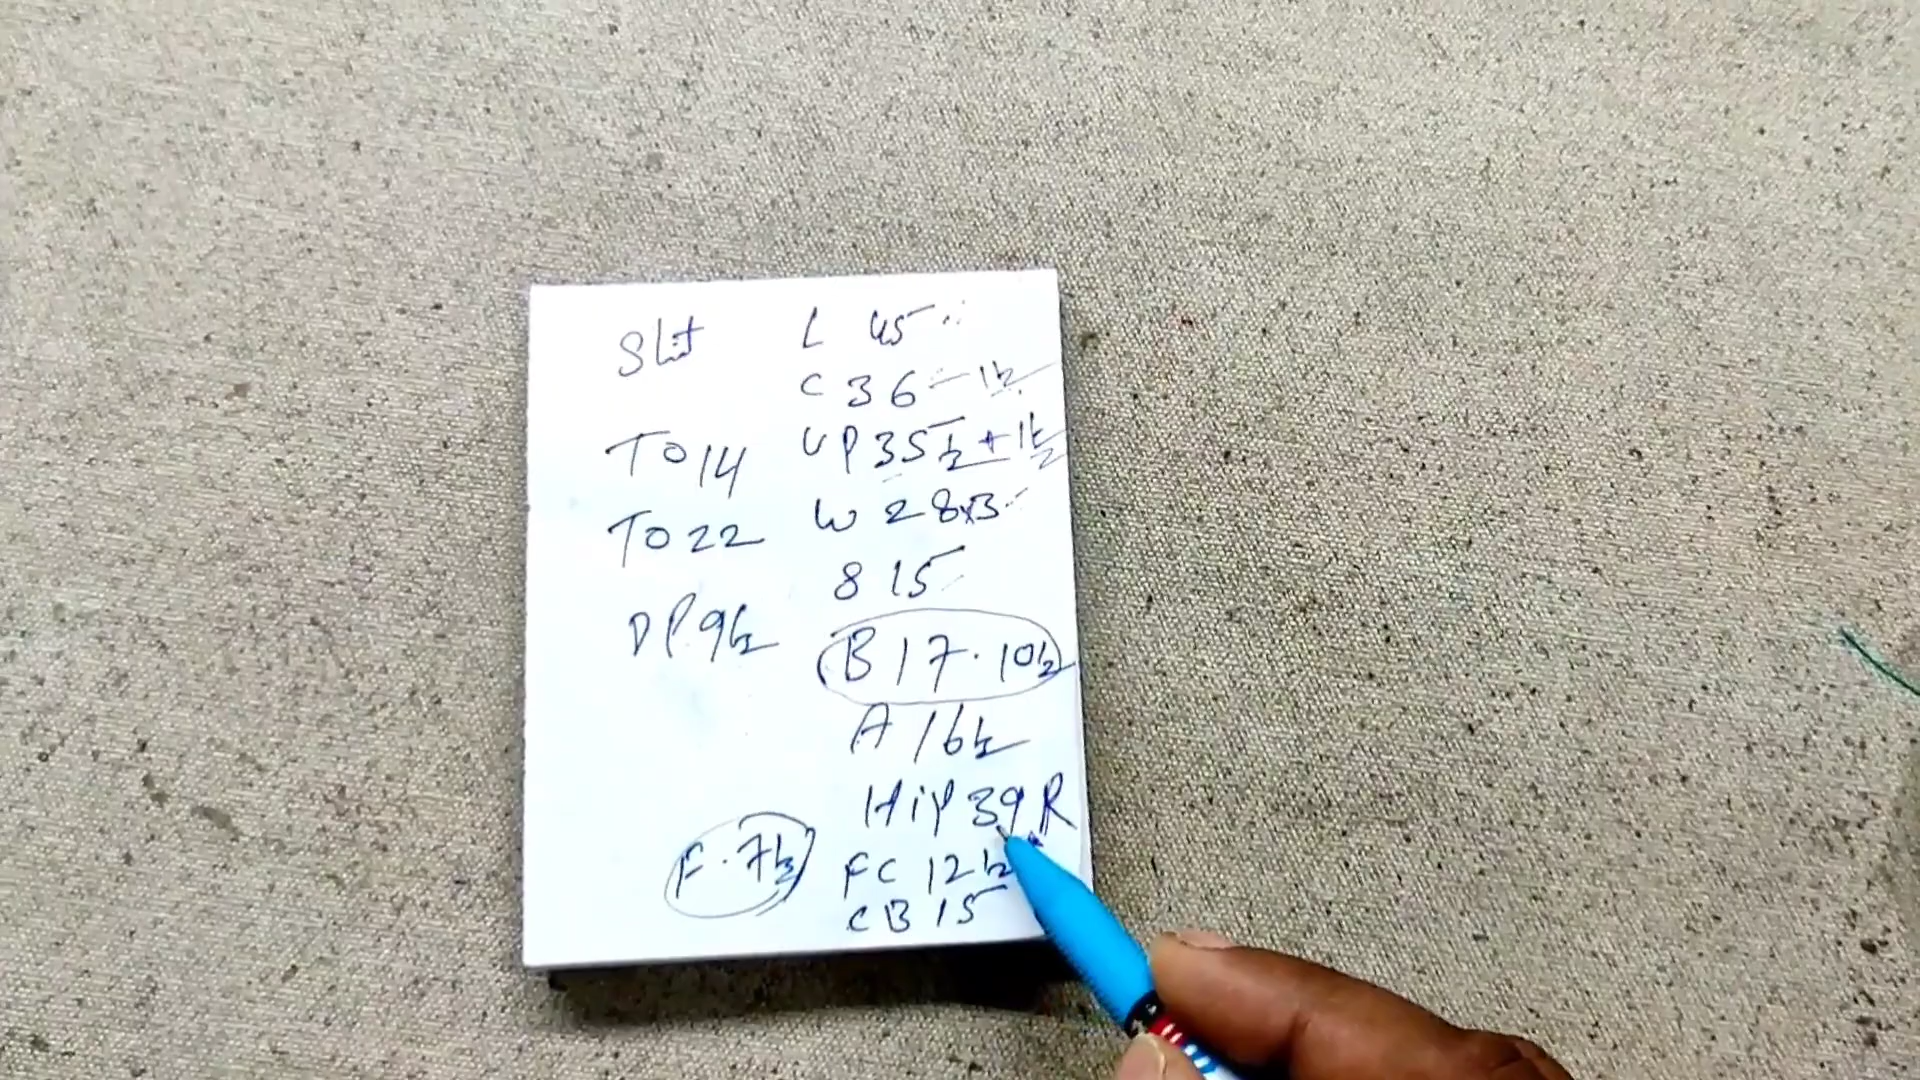 Slit L 45
C 36 - 1½
TO 14 UP 35½ + 1½
TO 22 W 28x3
S 15
DP 9½ B 17 . 10½
A 16½
Hip 39 R
F . 7½ FC 12½
CB 15